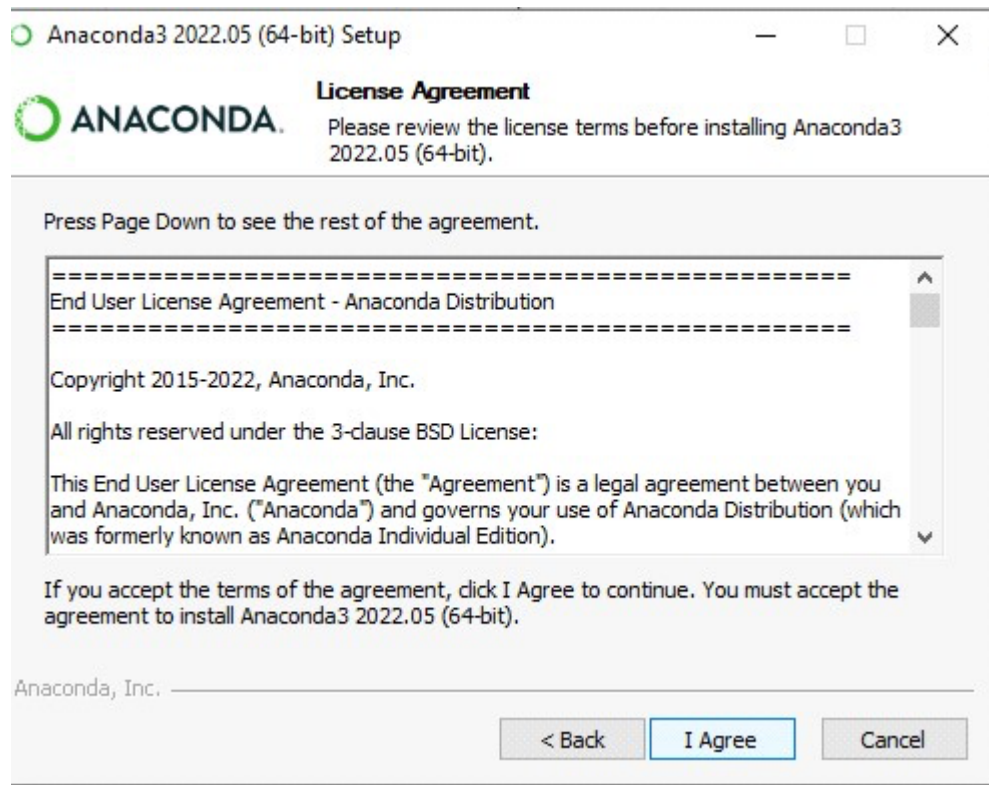 Anaconda3 2022.05 (64-bit) Setup
ANACONDA.
License Agreement
Please review the license terms before installing Anaconda3
2022.05 (64-bit).
Press Page Down to see the rest of the agreement.
==================================================
End User License Agreement - Anaconda Distribution
==================================================
Copyright 2015-2022, Anaconda, Inc.
All rights reserved under the 3-clause BSD License:
This End User License Agreement (the "Agreement") is a legal agreement between you
and Anaconda, Inc. ("Anaconda") and governs your use of Anaconda Distribution (which
was formerly known as Anaconda Individual Edition).
If you accept the terms of the agreement, click I Agree to continue. You must accept the
agreement to install Anaconda3 2022.05 (64-bit).
Anaconda, Inc.
< Back
I Agree
Cancel